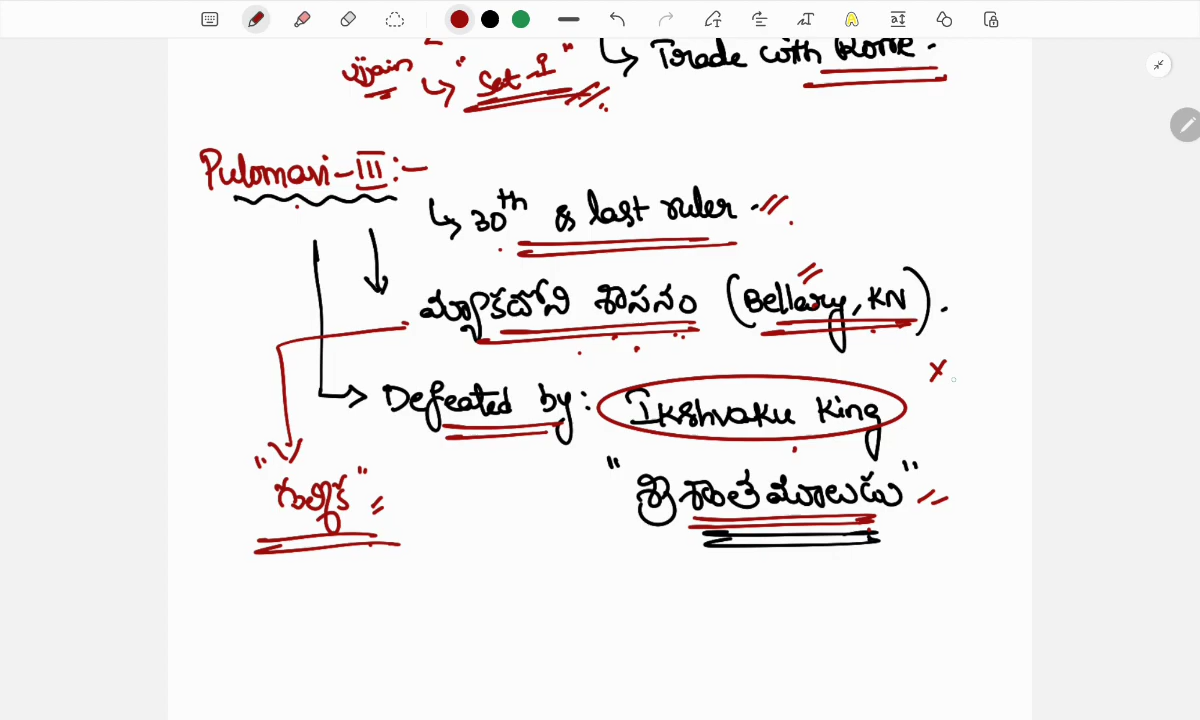 ujjain
↳ "Sat-I"
↳ Trade with Rome.
Pulomavi-III:-
↳ 30th & last ruler.
మ్యాకదోని శాసనం (Bellary, KN).
x
Defeated by: Ikshvaku King
"గుల్మిక"
"శ్రీ శాంతమూలుడు"